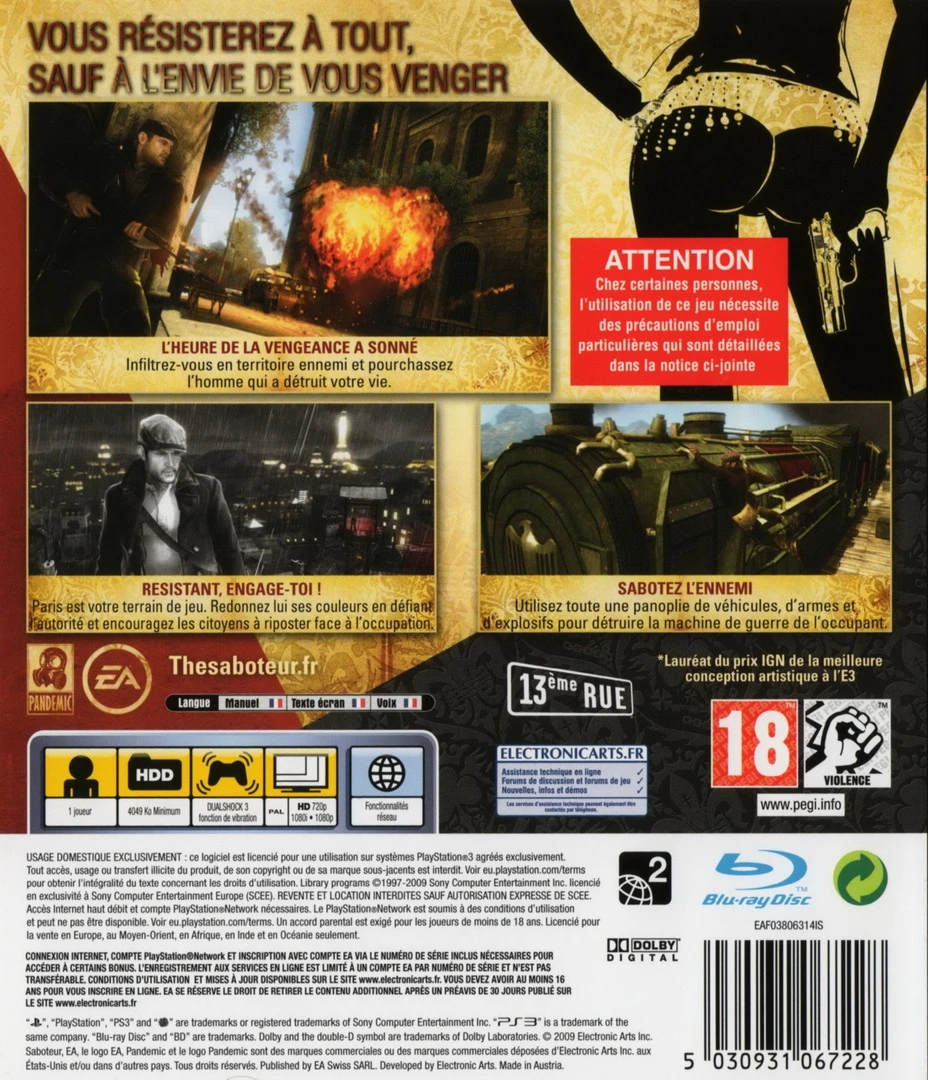 VOUS RÉSISTEREZ À TOUT,
SAUF À L'ENVIE DE VOUS VENGER
L'HEURE DE LA VENGEANCE A SONNÉ
Infiltrez-vous en territoire ennemi et pourchassez
l'homme qui a détruit votre vie.
ATTENTION
Chez certaines personnes,
l'utilisation de ce jeu nécessite
des précautions d'emploi
particulières qui sont détaillées
dans la notice ci-jointe
RESISTANT, ENGAGE-TOI !
Paris est votre terrain de jeu. Redonnez lui ses couleurs en défiant
l'autorité et encouragez les citoyens à riposter face à l'occupation.
SABOTEZ L'ENNEMI
Utilisez toute une panoplie de véhicules, d'armes et
d'explosifs pour détruire la machine de guerre de l'occupant.
PANDEMIC
EA
Thesaboteur.fr
Langue Manuel Texte écran Voix
13ème RUE
*Lauréat du prix IGN de la meilleure
conception artistique à l'E3
ELECTRONICARTS.FR
Assistance technique en ligne ✓
Forums de discussion et forums de jeu ✓
Nouvelles, infos et démos ✓
Les services d'assistance technique peuvent également être
contactés par téléphone.
18
VIOLENCE
www.pegi.info
HDD
1 joueur
4049 Ko Minimum
DUALSHOCK 3
fonction de vibration
PAL
HD 720p
1080i • 1080p
Fonctionnalités
réseau
USAGE DOMESTIQUE EXCLUSIVEMENT : ce logiciel est licencié pour une utilisation sur systèmes PlayStation®3 agréés exclusivement.
Tout accès, usage ou transfert illicite du produit, de son copyright ou de sa marque sous-jacents est interdit. Voir eu.playstation.com/terms
pour obtenir l'intégralité du texte concernant les droits d'utilisation. Library programs ©1997-2009 Sony Computer Entertainment Inc. licencié
en exclusivité à Sony Computer Entertainment Europe (SCEE). REVENTE ET LOCATION INTERDITES SAUF AUTORISATION EXPRESSE DE SCEE.
Accès Internet haut débit et compte PlayStation®Network nécessaires. Le PlayStation®Network est soumis à des conditions d'utilisation
et peut ne pas être disponible. Voir eu.playstation.com/terms. Un accord parental est exigé pour les joueurs de moins de 18 ans. Licencié pour
la vente en Europe, au Moyen-Orient, en Afrique, en Inde et en Océanie seulement.
CONNEXION INTERNET, COMPTE PlayStation®Network ET INSCRIPTION AVEC COMPTE EA VIA LE NUMÉRO DE SÉRIE INCLUS NÉCESSAIRES POUR
ACCÉDER À CERTAINS BONUS. L'ENREGISTREMENT AUX SERVICES EN LIGNE EST LIMITÉ À UN COMPTE EA PAR NUMÉRO DE SÉRIE ET N'EST PAS
TRANSFÉRABLE. CONDITIONS D'UTILISATION ET MISES À JOUR DISPONIBLES SUR LE SITE www.electronicarts.fr. VOUS DEVEZ AVOIR AU MOINS 16
ANS POUR VOUS INSCRIRE EN LIGNE. EA SE RÉSERVE LE DROIT DE RETIRER LE CONTENU ADDITIONNEL APRÈS UN PRÉAVIS DE 30 JOURS PUBLIÉ SUR
LE SITE www.electronicarts.fr
" ", "PlayStation", "PS3" and " " are trademarks or registered trademarks of Sony Computer Entertainment Inc. "PS3" is a trademark of the
same company. "Blu-ray Disc" and "BD" are trademarks. Dolby and the double-D symbol are trademarks of Dolby Laboratories. © 2009 Electronic Arts Inc.
Saboteur, EA, le logo EA, Pandemic et le logo Pandemic sont des marques commerciales ou des marques commerciales déposées d'Electronic Arts Inc. aux
États-Unis et/ou dans d'autres pays. Tous droits réservés. Published by EA Swiss SARL. Developed by Electronic Arts. Made in Austria.
2
Blu-ray Disc
TM
EAF03806314IS
DOLBY
DIGITAL
5 030931 067228